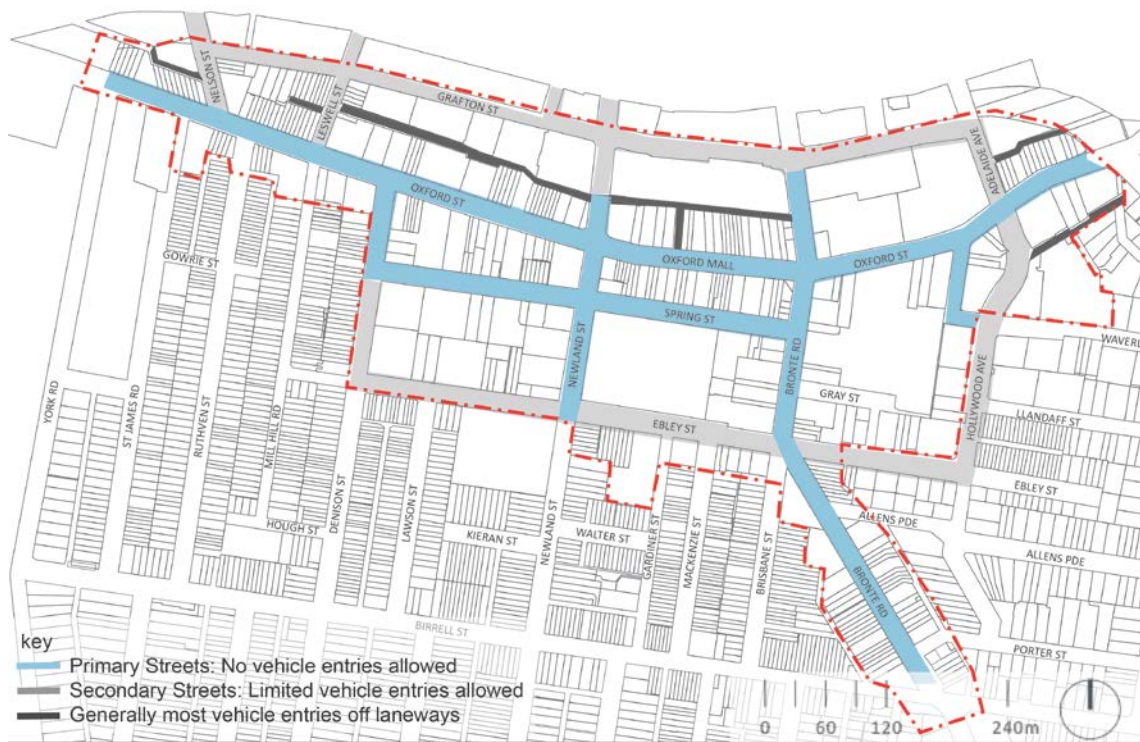 NELSON ST
LESWELL ST
GRAFTON ST
ADELAIDE AVE
OXFORD ST
OXFORD MALL
OXFORD ST
GOWRIE ST
SPRING ST
NEWLAND ST
BRONTE RD
WAVERL
GRAY ST
HOLLYWOOD AVE
LLANDAFF ST
YORK RD
ST JAMES RD
RUTHVEN ST
MILL HILL RD
EBLEY ST
EBLEY ST
DENISON ST
LAWSON ST
HOUGH ST
KIERAN ST
NEWLAND ST
WALTER ST
GARDINER ST
MACKENZIE ST
BRISBANE ST
ALLENS PDE
ALLENS PDE
BRONTE RD
BIRRELL ST
PORTER ST
key
Primary Streets: No vehicle entries allowed
Secondary Streets: Limited vehicle entries allowed
Generally most vehicle entries off laneways
0 60 120 240m